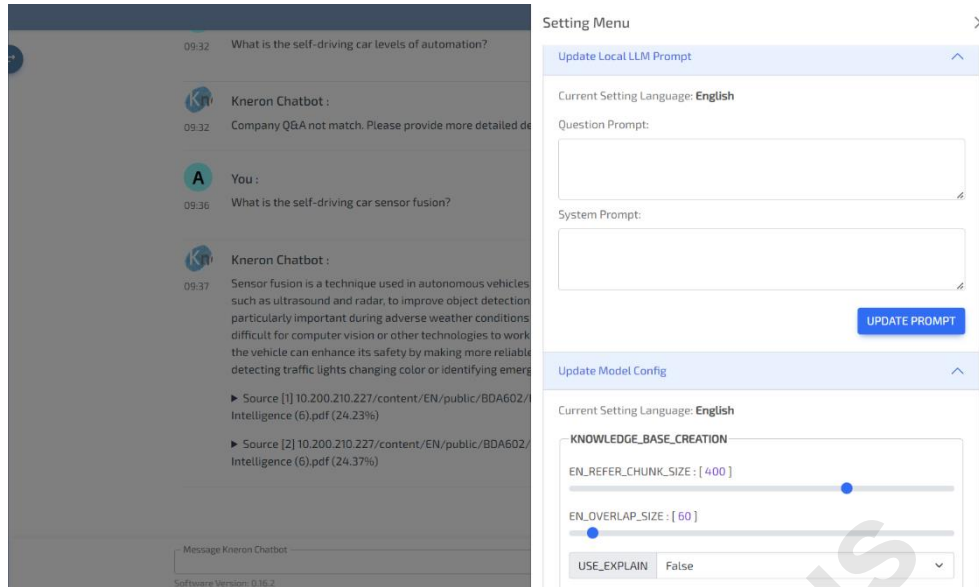 09:32 What is the self-driving car levels of automation?
Kneron Chatbot :
09:32 Company Q&A not match. Please provide more detailed de
A You :
09:36 What is the self-driving car sensor fusion?
Kneron Chatbot :
09:37 Sensor fusion is a technique used in autonomous vehicles
such as ultrasound and radar, to improve object detection
particularly important during adverse weather conditions
difficult for computer vision or other technologies to work
the vehicle can enhance its safety by making more reliable
detecting traffic lights changing color or identifying emerg
▶ Source [1] 10.200.210.227/content/EN/public/BDA602/
Intelligence (6).pdf (24.23%)
▶ Source [2] 10.200.210.227/content/EN/public/BDA602/
Intelligence (6).pdf (24.37%)
Message Kneron Chatbot
Software Version: 0.16.2
Setting Menu
Update Local LLM Prompt
Current Setting Language: English
Question Prompt:
System Prompt:
UPDATE PROMPT
Update Model Config
Current Setting Language: English
KNOWLEDGE_BASE_CREATION
EN_REFER_CHUNK_SIZE : [ 400 ]
EN_OVERLAP_SIZE : [ 60 ]
USE_EXPLAIN False